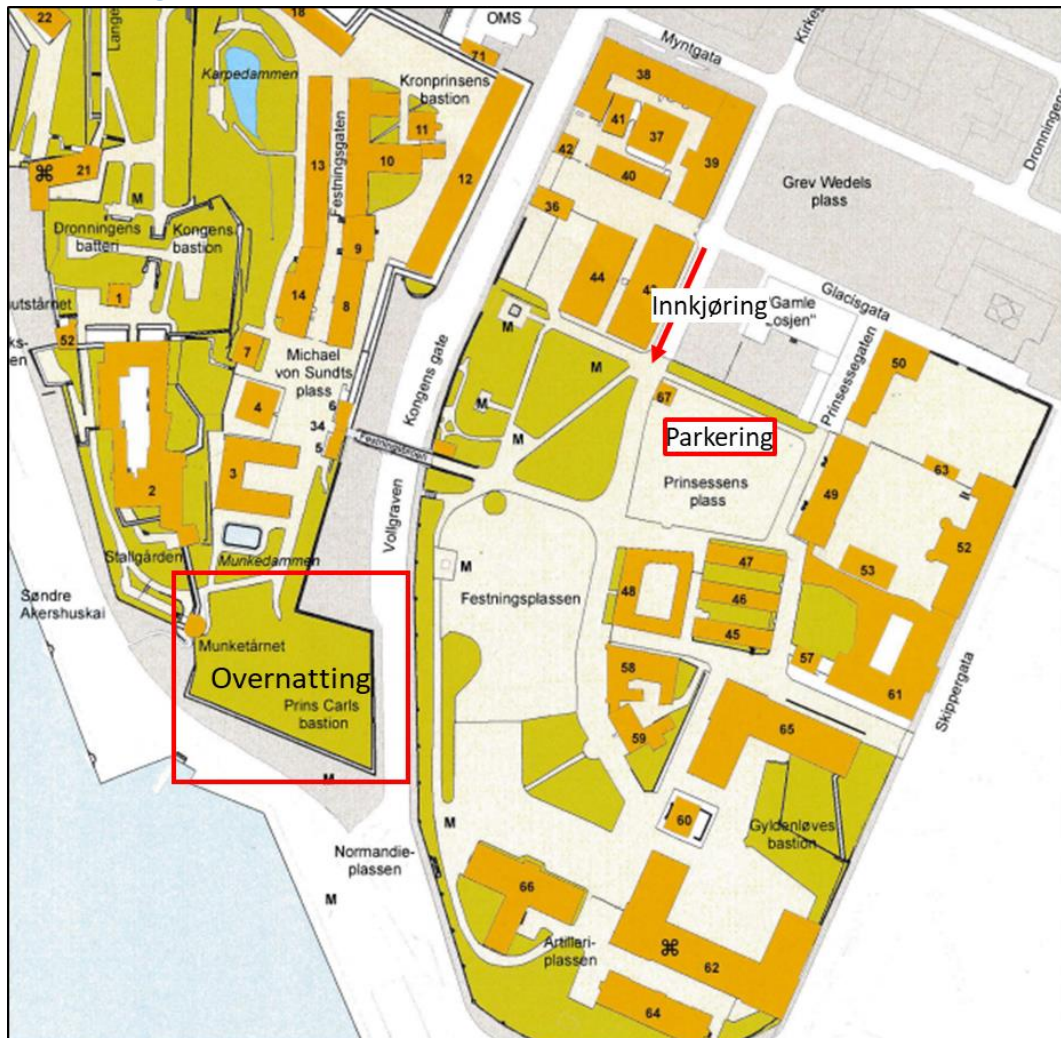 22
Lange
18
OMS
71
Myntgata
Kirke
38
Dronningens
Karpedammen
Kronprinsens
bastion
11
41
37
42
40
39
13
Festningsgaten
10
12
21
M
Grev Wedels
plass
36
Dronningens
batteri
Kongens
bastion
9
44
14
8
1
Innkjøring
"Gamle
Glacisgata
52
7
Michael
von Sundts
plass
M
M
50
Prinsessegaten
4
6
34
5
M
M
67
Parkering
Kongens gate
Festningsbroen
3
2
Prinsessens
plass
63
49
52
Vollgraven
Stallgården
Munkedammen
47
53
Søndre
Akershuskai
M
48
46
Festningsplassen
45
Munketårnet
57
Overnatting
58
61
Prins Carls
bastion
59
65
Skippergata
M
60
M
Gyldenløves
bastion
Normandie-
plassen
66
M
Artilleri-
plassen
62
64